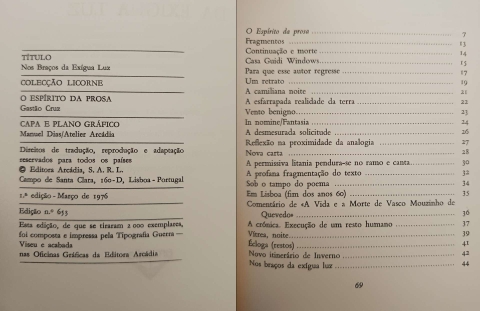 TÍTULO
Nos Braços da Exígua Luz
COLECÇÃO LICORNE
O ESPÍRITO DA PROSA
Gastão Cruz
CAPA E PLANO GRÁFICO
Manuel Dias/Atelier Arcádia
Direitos de tradução, reprodução e adaptação
reservados para todos os países
© Editora Arcádia, S. A. R. L.
Campo de Santa Clara, 160-D, Lisboa - Portugal
1.ª edição - Março de 1976
Edição n.º 655
Esta edição, de que se tiraram 2 000 exemplares,
foi composta e impressa pela Tipografia Guerra —
Viseu e acabada
nas Oficinas Gráficas da Editora Arcádia
O Espírito da prosa ... 7
Fragmentos ... 13
Continuação e morte ... 14
Casa Guidi Windows ... 15
Para que esse autor regresse ... 17
Um retrato ... 19
A camiliana noite ... 21
A esfarrapada realidade da terra ... 22
Vento benigno ... 23
In nomine/Fantasia ... 24
A desmesurada solicitude ... 26
Reflexão na proximidade da analogia ... 27
Nova carta ... 28
A permissiva litania pendura-se no ramo e canta ... 30
A profana fragmentação do texto ... 32
Sob o tampo do poema ... 34
Em Lisboa (fim dos anos 60) ... 35
Comentário de «A Vida e a Morte de Vasco Mouzinho de
Quevedo» ... 36
A crónica. Execução de um resto humano ... 37
Vítrea, noite ... 39
Écloga (restos) ... 41
Novo itinerário de Inverno ... 42
Nos braços da exígua luz ... 44
69